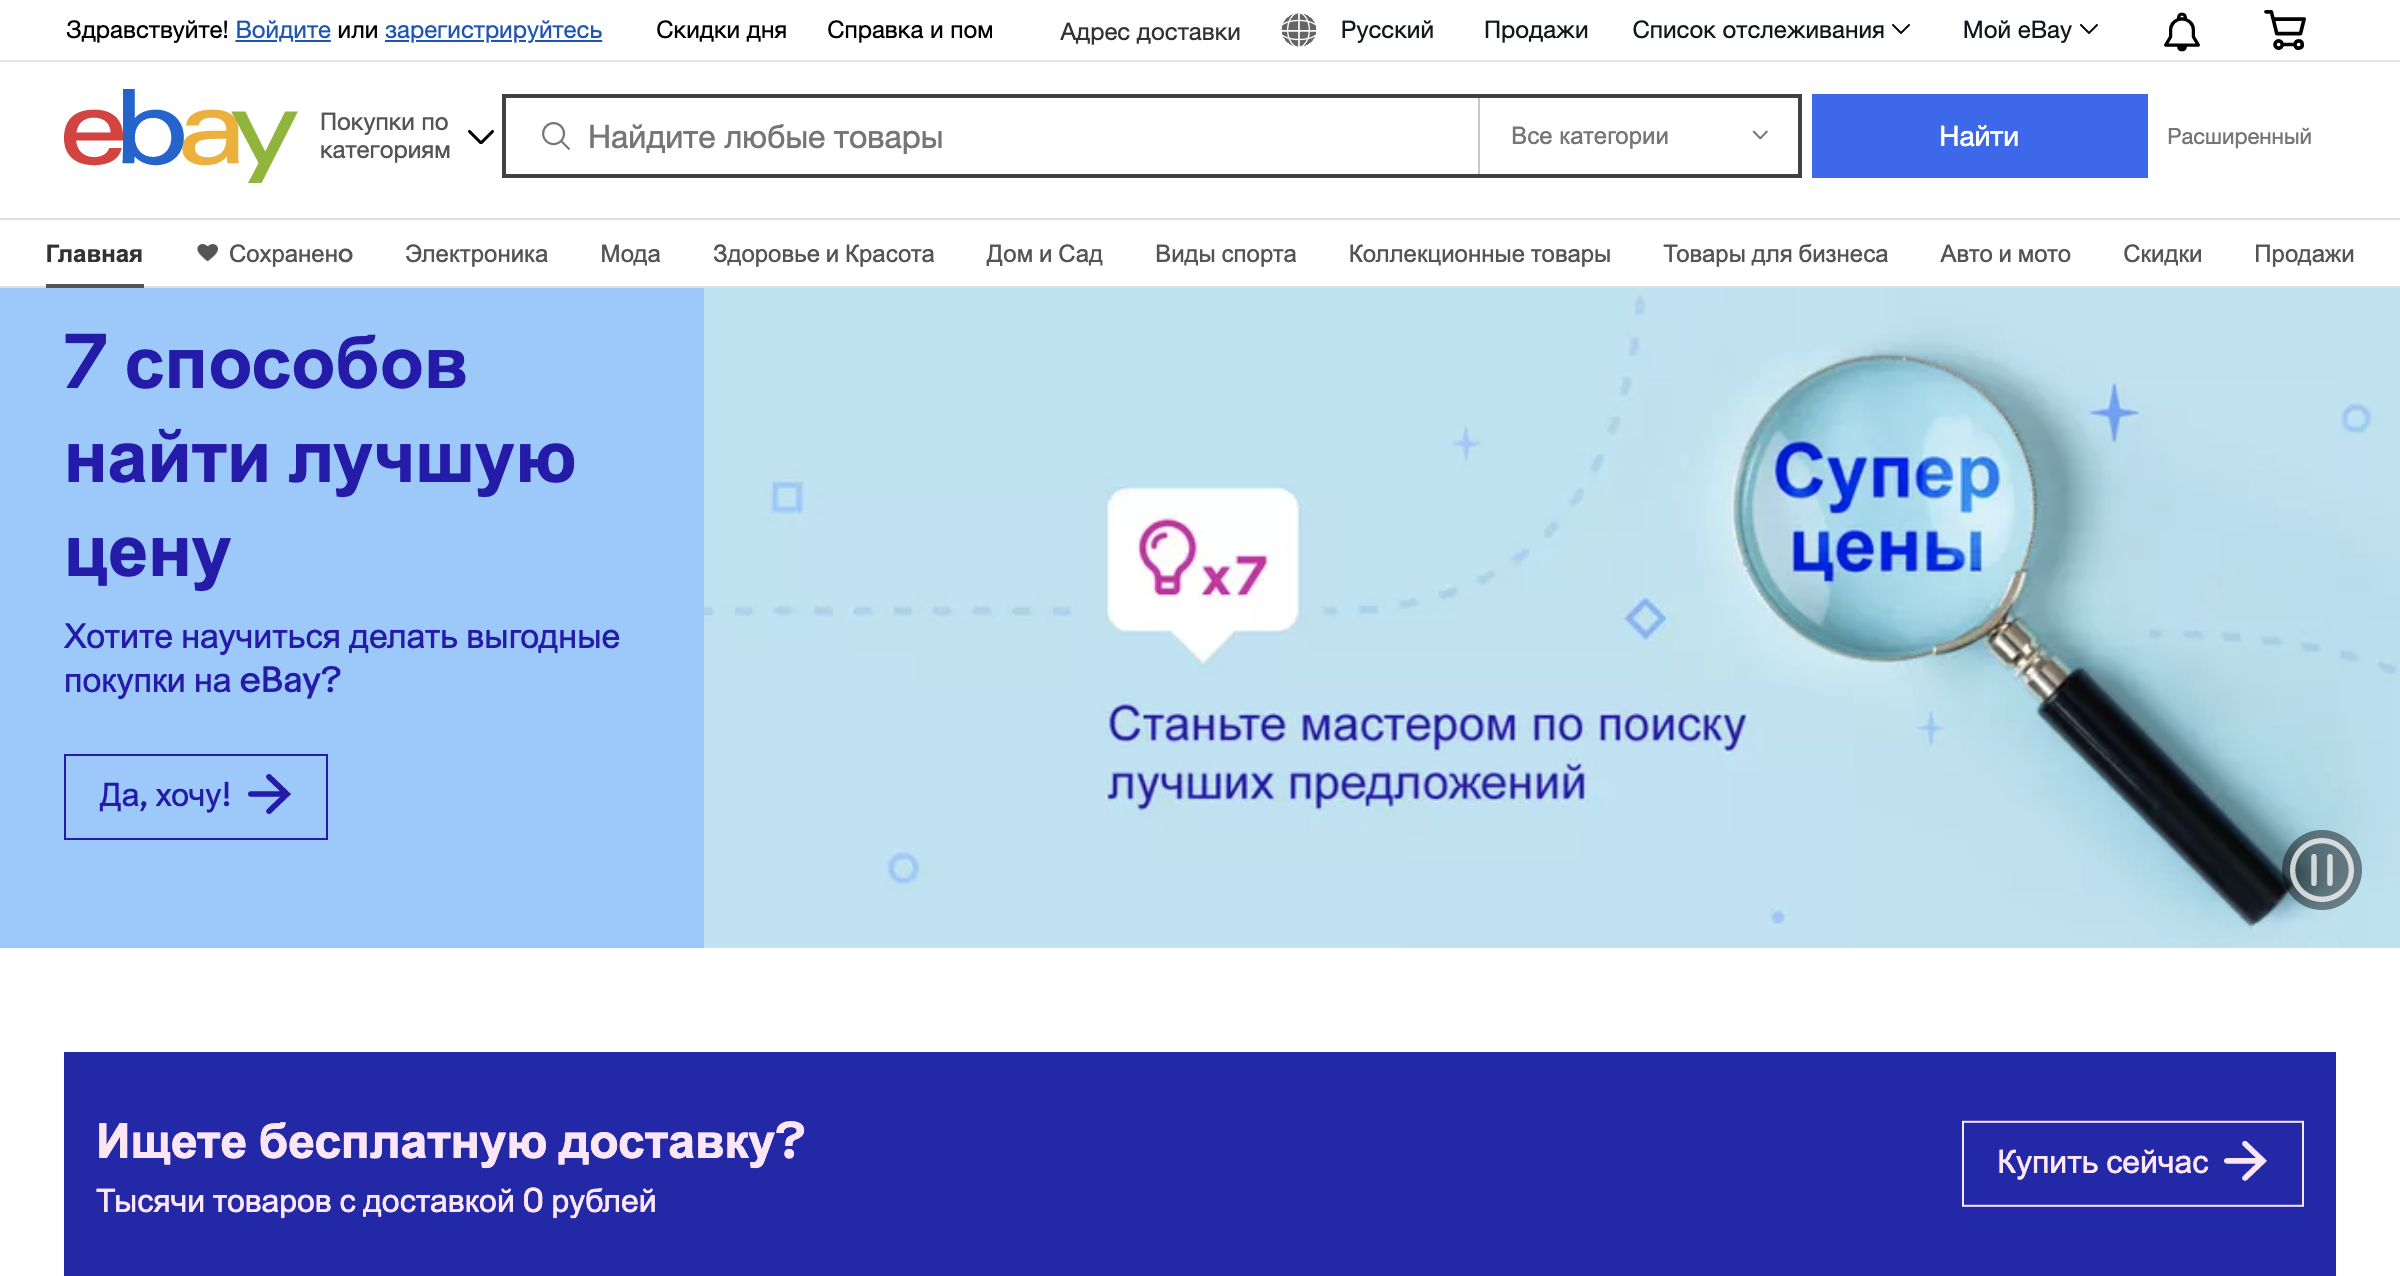 Здравствуйте! Войдите или зарегистрируйтесь Скидки дня Справка и пом Адрес доставки Русский Продажи Список отслеживания Мой eBay
ebay
Покупки по
категориям
Найдите любые товары
Все категории
Найти
Расширенный
Главная Сохранено Электроника Мода Здоровье и Красота Дом и Сад Виды спорта Коллекционные товары Товары для бизнеса Авто и мото Скидки Продажи
7 способов
найти лучшую
цену
Хотите научиться делать выгодные
покупки на eBay?
Да, хочу!
x7
Станьте мастером по поиску
лучших предложений
Супер
цены
Ищете бесплатную доставку?
Тысячи товаров с доставкой 0 рублей
Купить сейчас